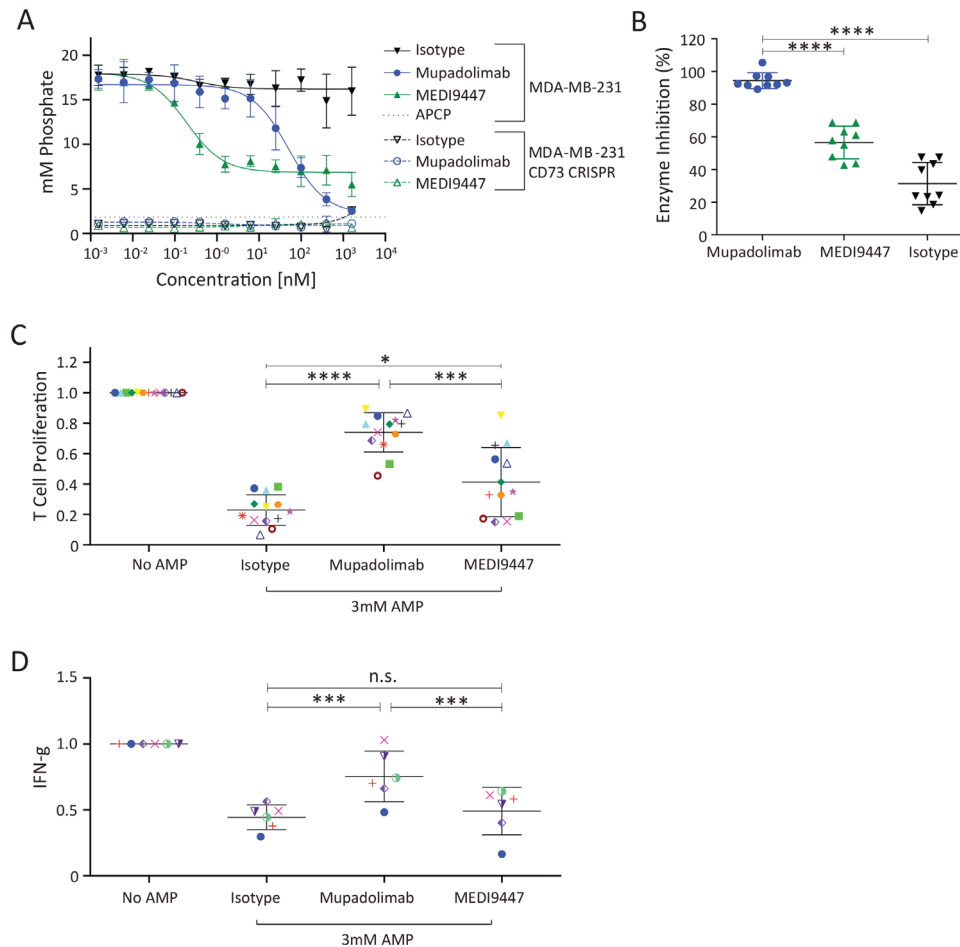 A
mM Phosphate
20
15
10
5
0
10-3 10-2 10-1 10-0 101 102 103 104
Concentration [nM]
Isotype
Mupadolimab
MEDI9447
APCP
MDA-MB-231
Isotype
Mupadolimab
MEDI9447
MDA-MB-231
CD73 CRISPR
B
Enzyme Inhibition (%)
120
100
80
60
40
20
0
****
****
Mupadolimab MEDI9447 Isotype
C
T Cell Proliferation
1.2
1.0
0.8
0.6
0.4
0.2
0
*
**** ***
No AMP Isotype Mupadolimab MEDI9447
3mM AMP
D
IFN-g
1.5
1.0
0.5
0.0
n.s.
*** ***
No AMP Isotype Mupadolimab MEDI9447
3mM AMP